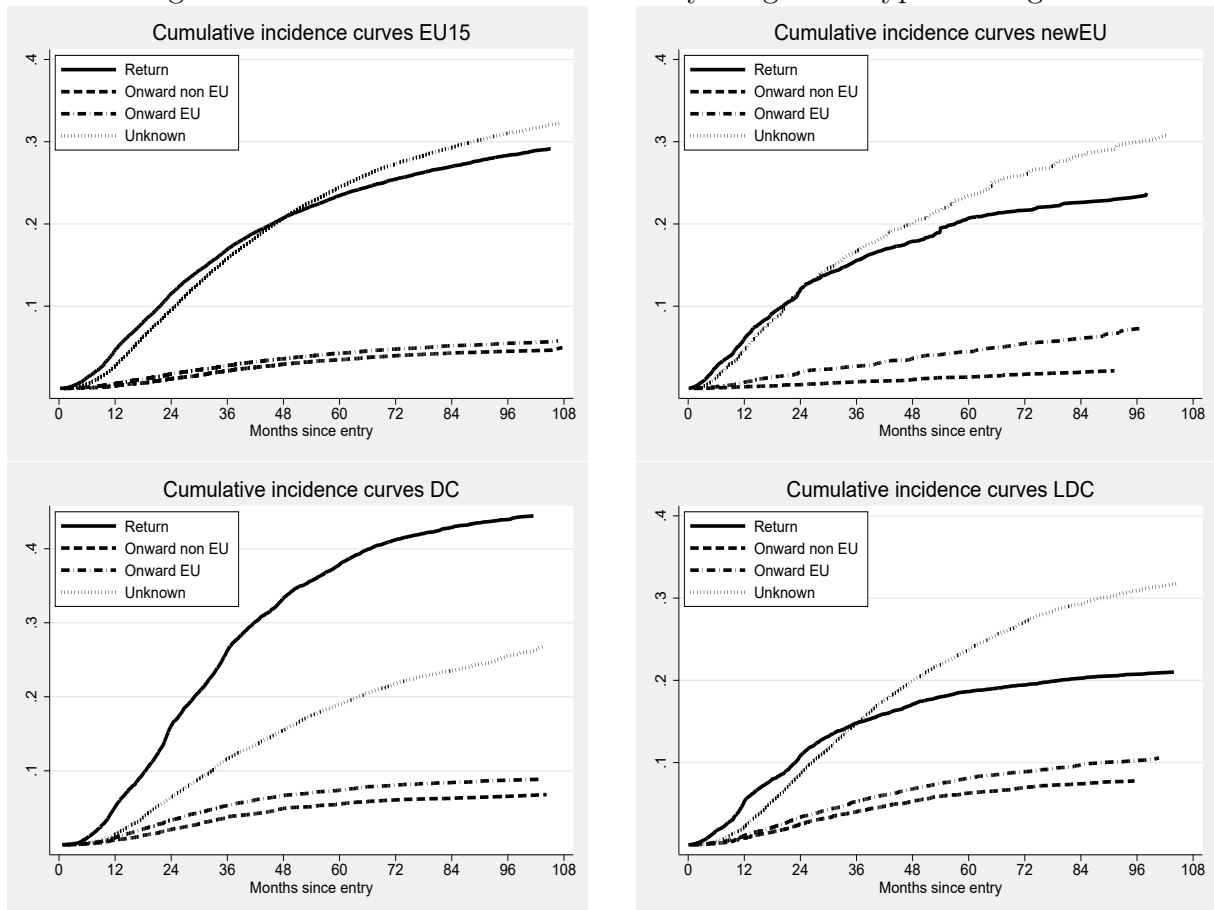 Cumulative incidence curves EU15
.4
.3
.2
.1
Return
Onward non EU
Onward EU
Unknown
0 12 24 36 48 60 72 84 96 108
Months since entry
Cumulative incidence curves newEU
.4
.3
.2
.1
Return
Onward non EU
Onward EU
Unknown
0 12 24 36 48 60 72 84 96 108
Months since entry
Cumulative incidence curves DC
.4
.3
.2
.1
Return
Onward non EU
Onward EU
Unknown
0 12 24 36 48 60 72 84 96 108
Months since entry
Cumulative incidence curves LDC
.4
.3
.2
.1
Return
Onward non EU
Onward EU
Unknown
0 12 24 36 48 60 72 84 96 108
Months since entry